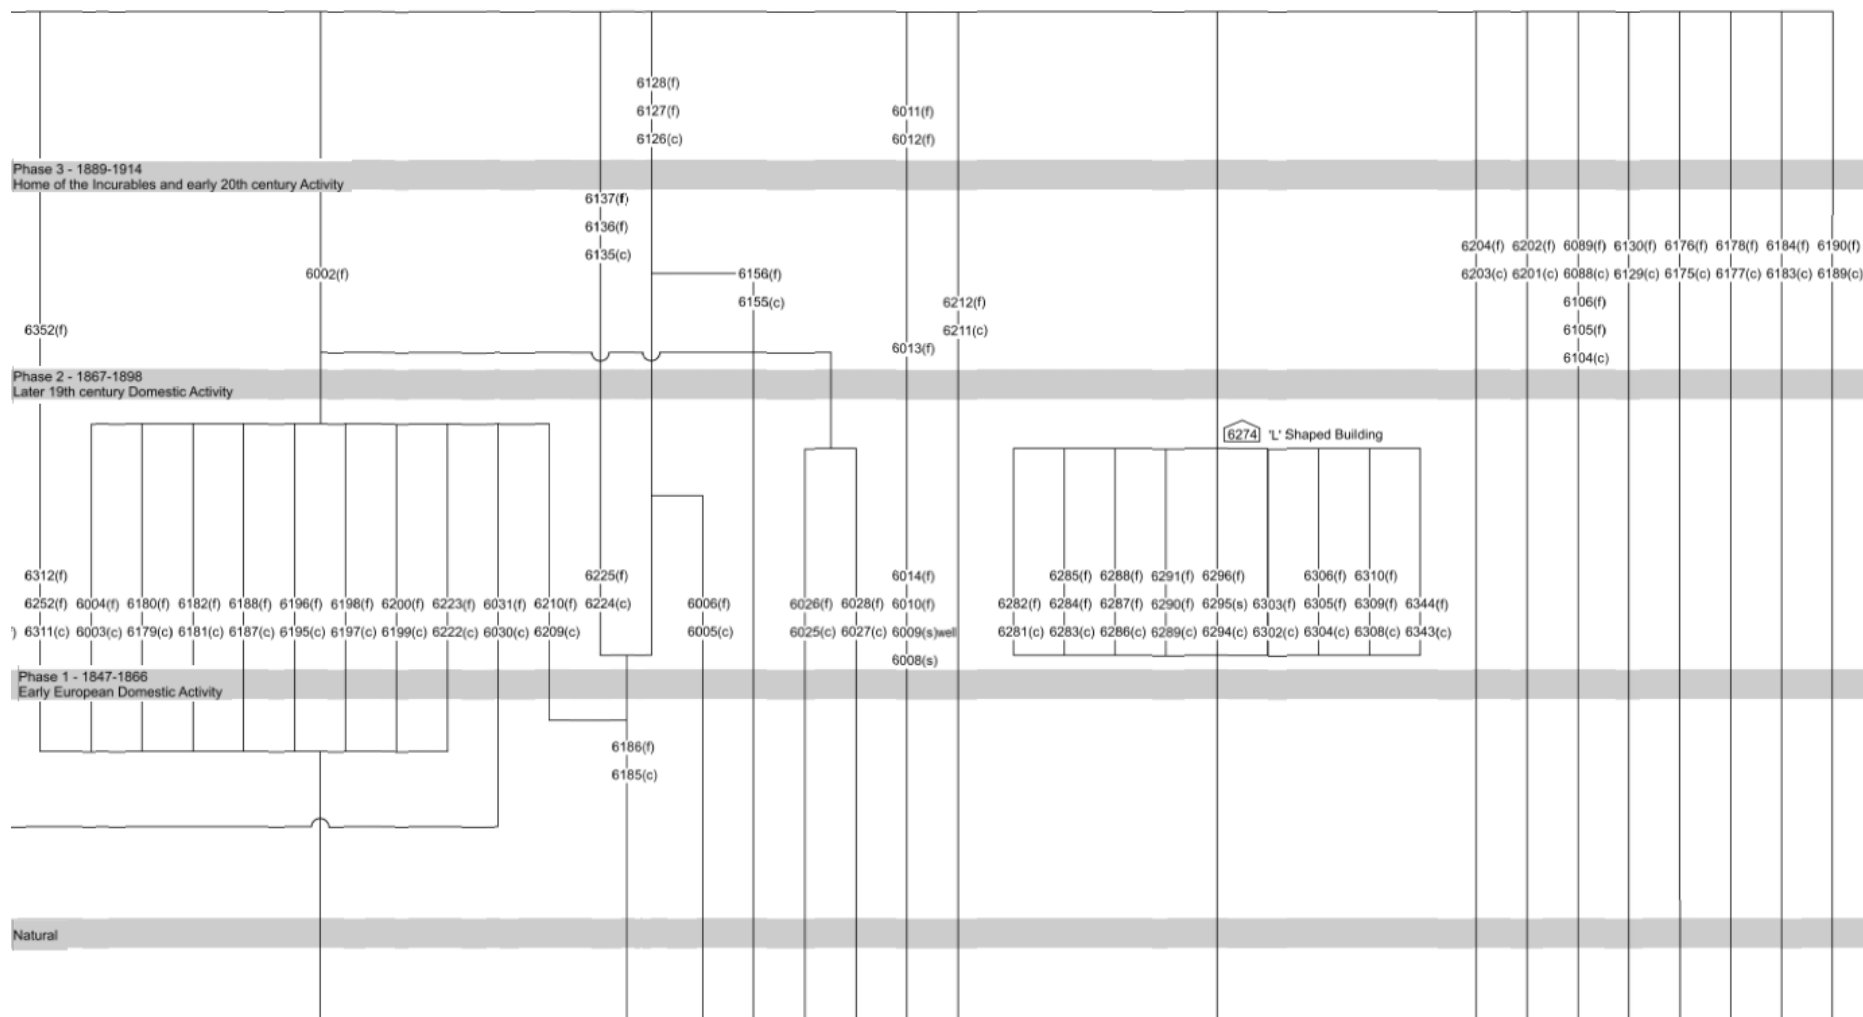 6128(f)
6127(f) 6011(f)
6126(c) 6012(f)
Phase 3 - 1889-1914
Home of the Incurables and early 20th century Activity
6137(f)
6136(f)
6135(c)
6204(f) 6202(f) 6089(f) 6130(f) 6176(f) 6178(f) 6184(f) 6190(f)
6002(f) 6156(f) 6203(c) 6201(c) 6088(c) 6129(c) 6175(c) 6177(c) 6183(c) 6189(c)
6155(c) 6212(f) 6106(f)
6352(f) 6211(c) 6105(f)
6013(f) 6104(c)
Phase 2 - 1867-1898
Later 19th century Domestic Activity
6274 'L' Shaped Building
6312(f) 6225(f) 6014(f) 6285(f) 6288(f) 6291(f) 6296(f) 6306(f) 6310(f)
6252(f) 6004(f) 6180(f) 6182(f) 6188(f) 6196(f) 6198(f) 6200(f) 6223(f) 6031(f) 6210(f) 6224(c) 6006(f) 6026(f) 6028(f) 6010(f) 6282(f) 6284(f) 6287(f) 6290(f) 6295(s) 6303(f) 6305(f) 6309(f) 6344(f)
6311(c) 6003(c) 6179(c) 6181(c) 6187(c) 6195(c) 6197(c) 6199(c) 6222(c) 6030(c) 6209(c) 6005(c) 6025(c) 6027(c) 6009(s)well 6281(c) 6283(c) 6286(c) 6289(c) 6294(c) 6302(c) 6304(c) 6308(c) 6343(c)
6008(s)
Phase 1 - 1847-1866
Early European Domestic Activity
6186(f)
6185(c)
Natural